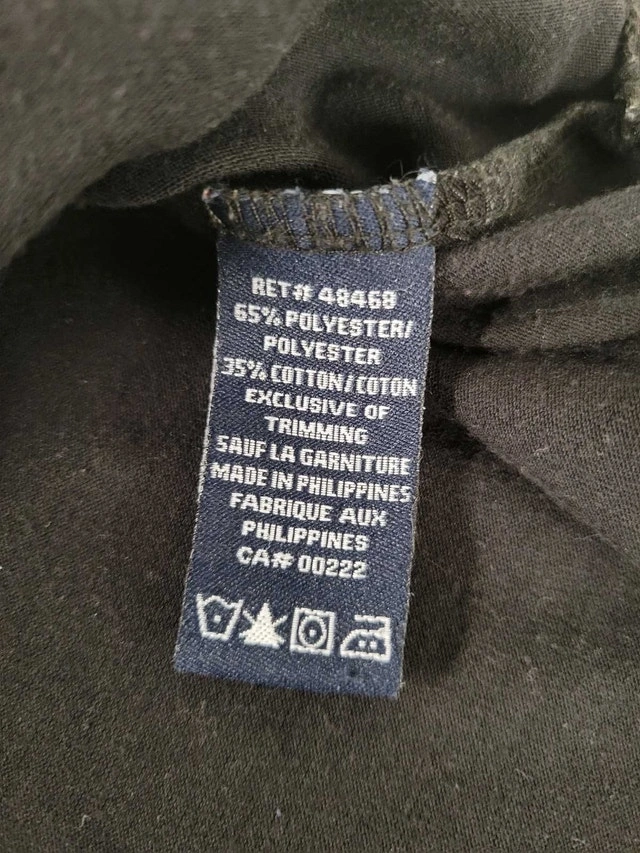 RET# 48468
65% POLYESTER/
POLYESTER
35% COTTON/COTON
EXCLUSIVE OF
TRIMMING
SAUF LA GARNITURE
MADE IN PHILIPPINES
FABRIQUE AUX
PHILIPPINES
CA# 00222